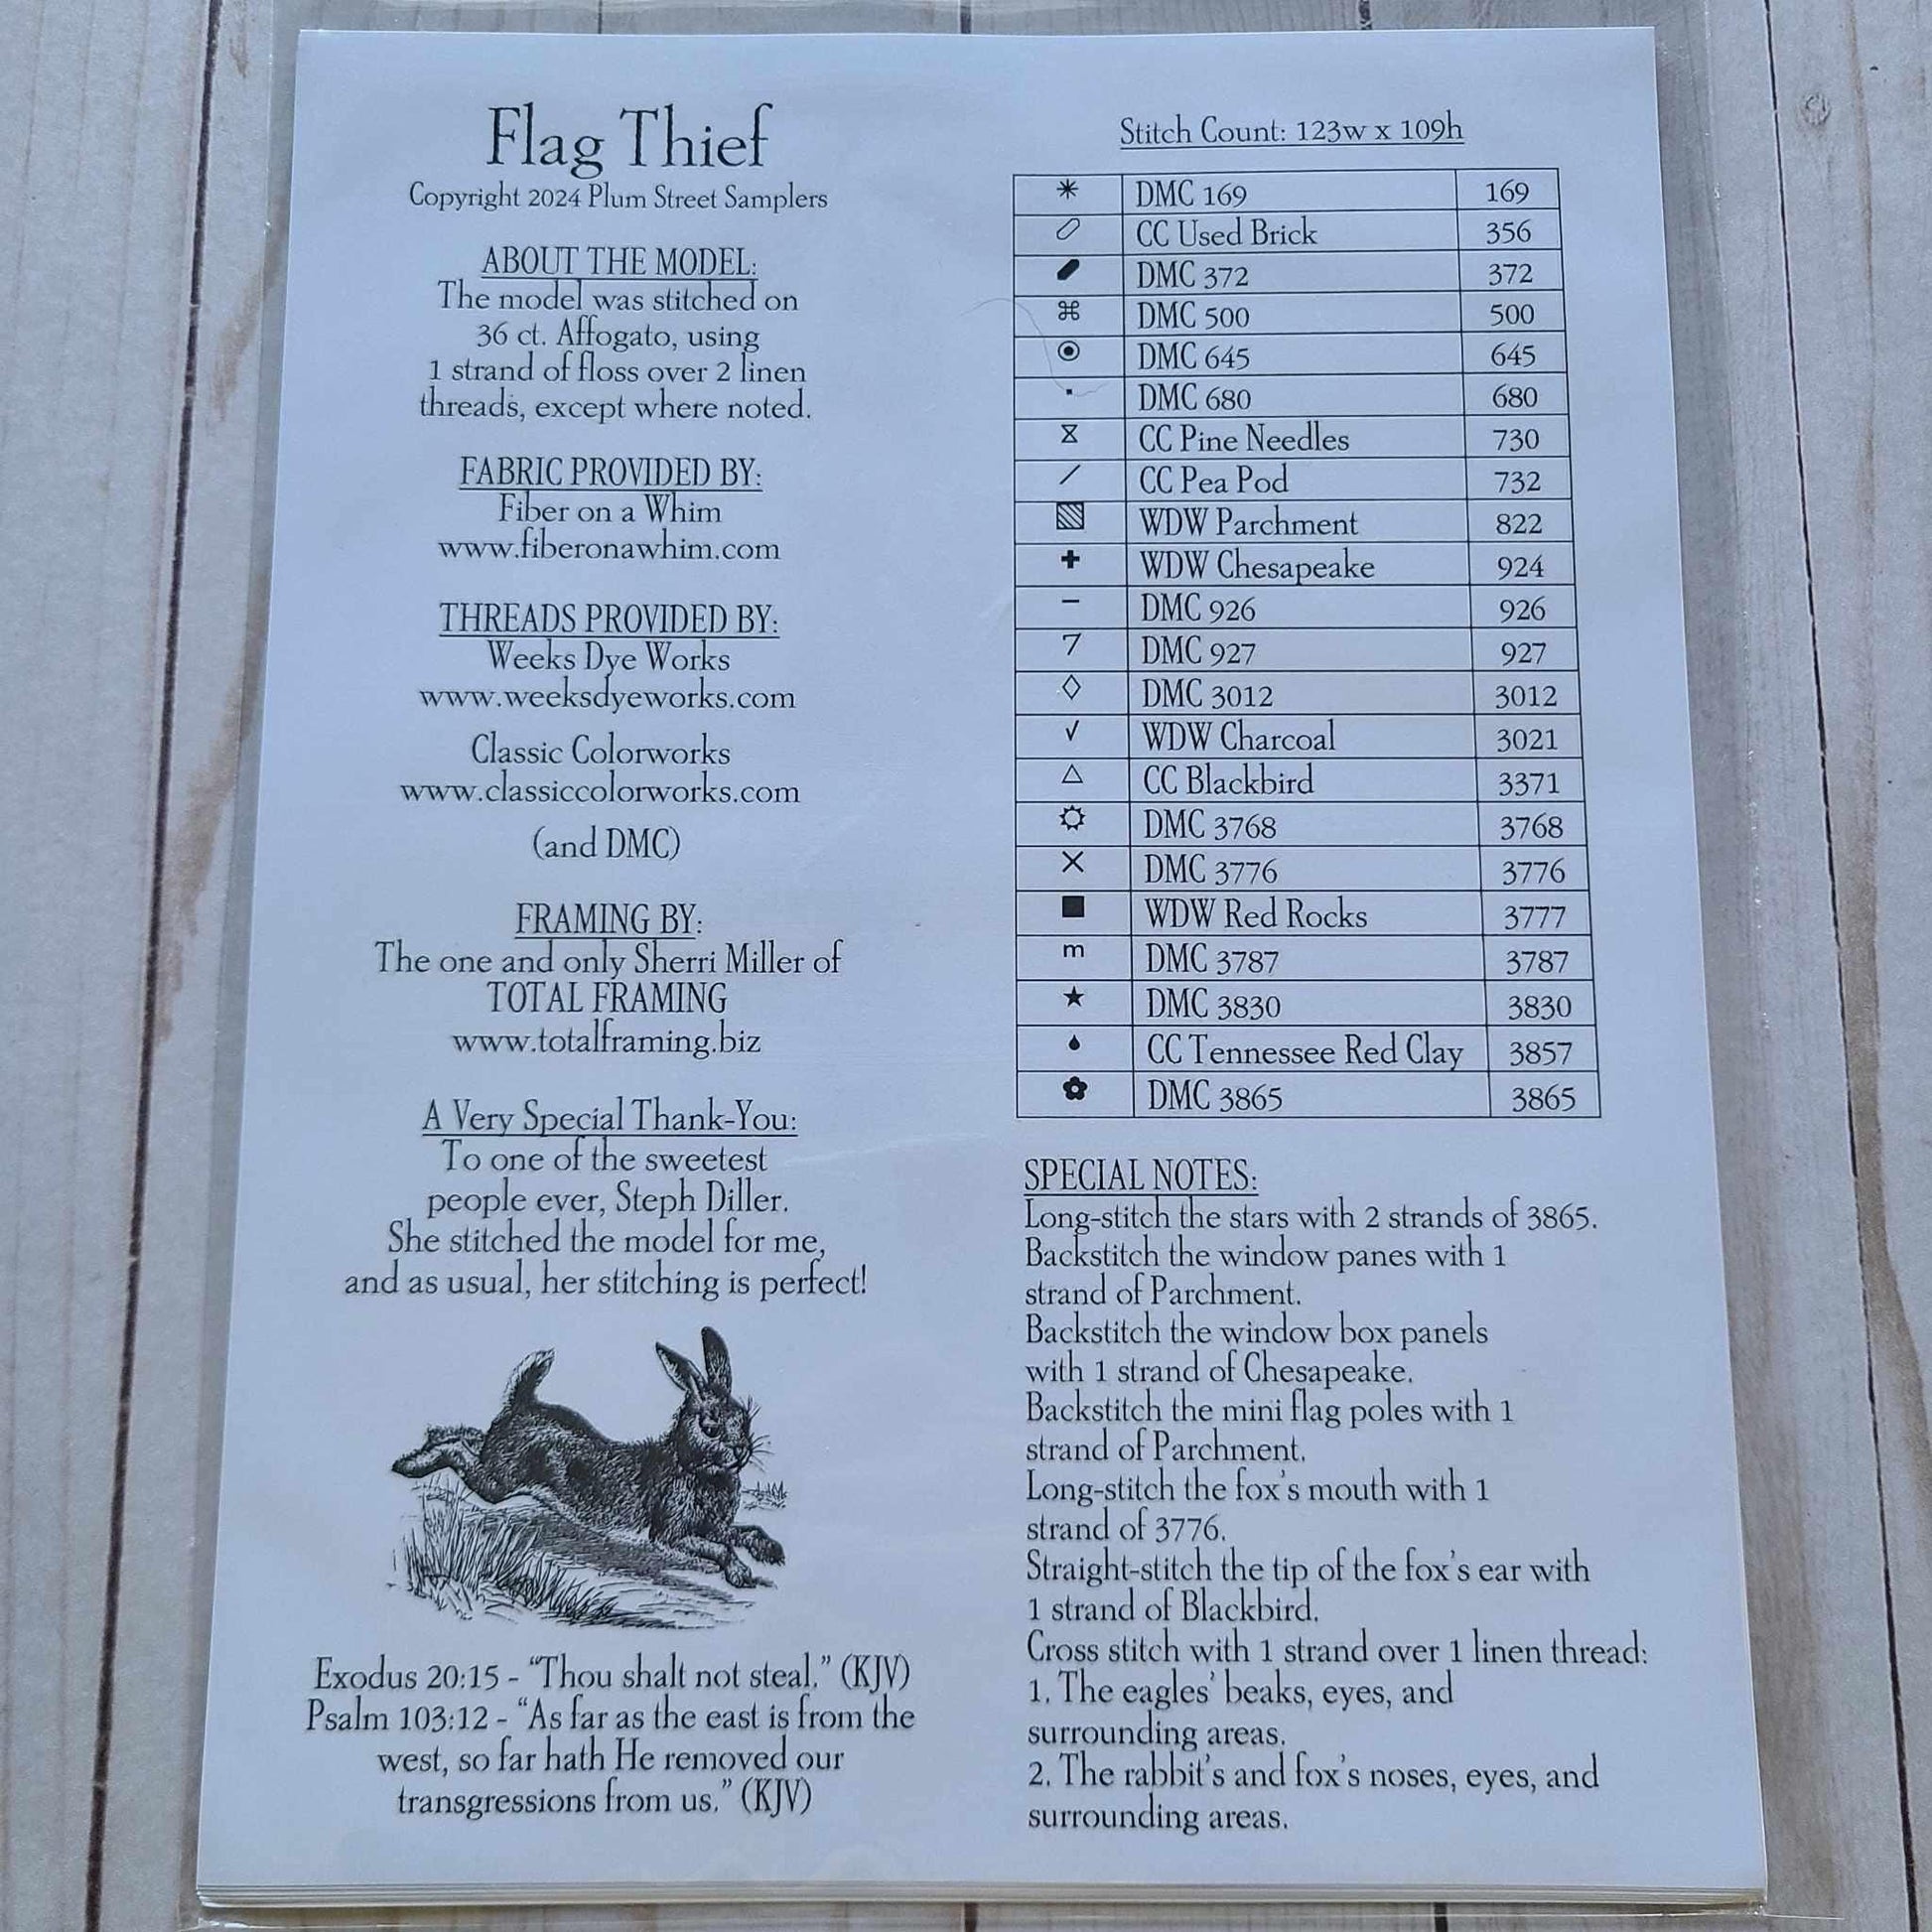 Flag Thief
Copyright 2024 Plum Street Samplers
ABOUT THE MODEL:
The model was stitched on
36 ct. Affogato, using
1 strand of floss over 2 linen
threads, except where noted.
FABRIC PROVIDED BY:
Fiber on a Whim
www.fiberonawhim.com
THREADS PROVIDED BY:
Weeks Dye Works
www.weeksdyeworks.com
Classic Colorworks
www.classiccolorworks.com
(and DMC)
FRAMING BY:
The one and only Sherri Miller of
TOTAL FRAMING
www.totalframing.biz
A Very Special Thank-You:
To one of the sweetest
people ever, Steph Diller.
She stitched the model for me,
and as usual, her stitching is perfect!
Exodus 20:15 - “Thou shalt not steal.” (KJV)
Psalm 103:12 - “As far as the east is from the
west, so far hath He removed our
transgressions from us.” (KJV)
Stitch Count: 123w x 109h
DMC 169 169
CC Used Brick 356
DMC 372 372
DMC 500 500
DMC 645 645
DMC 680 680
CC Pine Needles 730
CC Pea Pod 732
WDW Parchment 822
WDW Chesapeake 924
DMC 926 926
7 DMC 927 927
DMC 3012 3012
WDW Charcoal 3021
CC Blackbird 3371
DMC 3768 3768
DMC 3776 3776
WDW Red Rocks 3777
m DMC 3787 3787
DMC 3830 3830
CC Tennessee Red Clay 3857
DMC 3865 3865
SPECIAL NOTES:
Long-stitch the stars with 2 strands of 3865.
Backstitch the window panes with 1
strand of Parchment.
Backstitch the window box panels
with 1 strand of Chesapeake.
Backstitch the mini flag poles with 1
strand of Parchment.
Long-stitch the fox's mouth with 1
strand of 3776.
Straight-stitch the tip of the fox's ear with
1 strand of Blackbird.
Cross stitch with 1 strand over 1 linen thread:
1. The eagles' beaks, eyes, and
surrounding areas.
2. The rabbit's and fox's noses, eyes, and
surrounding areas.